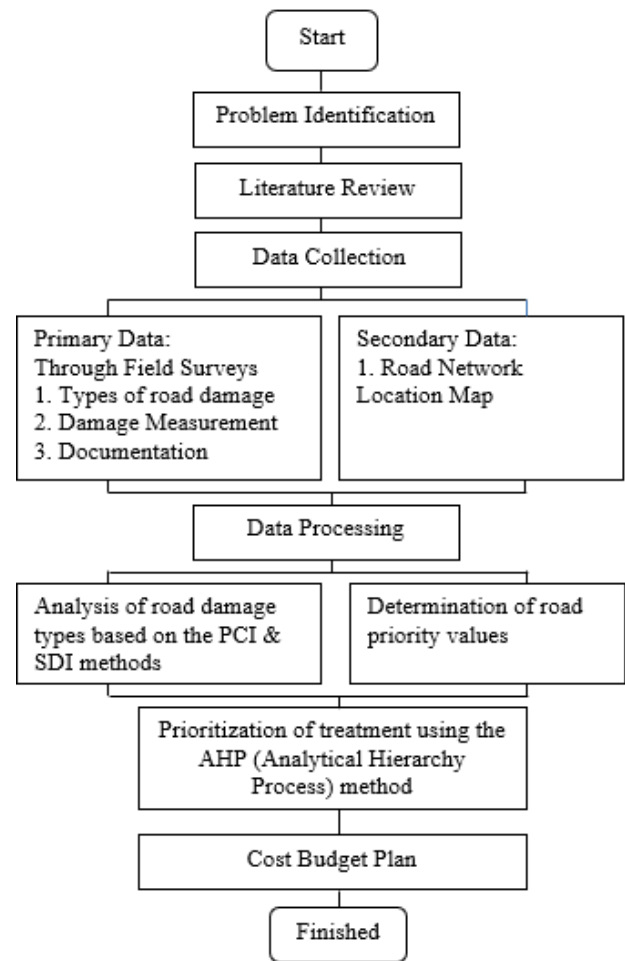 Start
Problem Identification
Literature Review
Data Collection
Primary Data:
Through Field Surveys
1. Types of road damage
2. Damage Measurement
3. Documentation
Secondary Data:
1. Road Network
Location Map
Data Processing
Analysis of road damage
types based on the PCI &
SDI methods
Determination of road
priority values
Prioritization of treatment using the
AHP (Analytical Hierarchy
Process) method
Cost Budget Plan
Finished